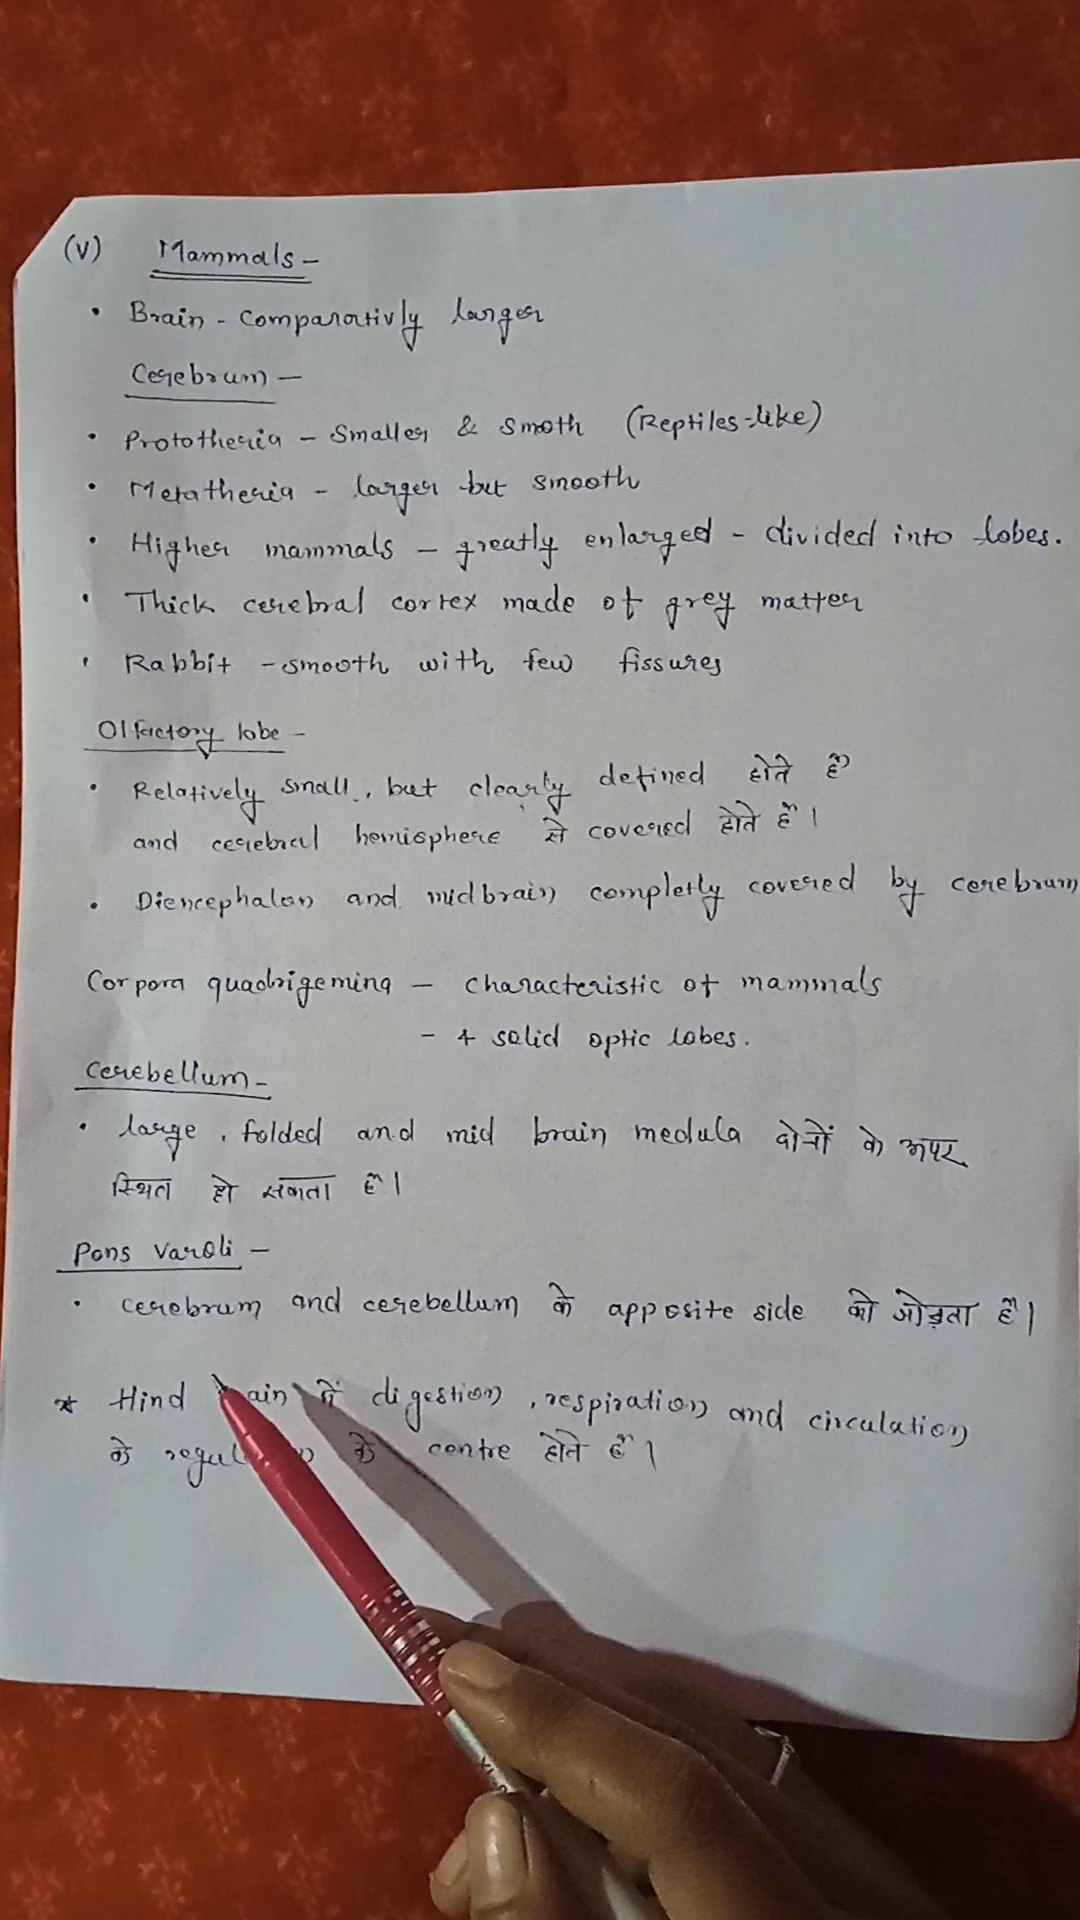 (V) Mammals -
• Brain - comparativly larger
Cerebrum -
• Prototheria - Smaller & Smoth (Reptiles-like)
• Metatheria - larger but smooth
• Higher mammals - greatly enlarged - divided into lobes.
• Thick cerebral cortex made of grey matter
• Rabbit - smooth with few fissures
Olfactory lobe -
• Relatively small, but clearly defined होते हैं
and cerebral hemisphere से covered होते हैं।
• Diencephalon and midbrain completly covered by cerebrum
Corpora quadrigemina - characteristic of mammals
- 4 solid optic lobes.
Cerebellum -
• large, folded and mid brain medula दोनों के ऊपर
स्थित हो सकता है।
Pons Varoli -
• cerebrum and cerebellum के apposite side को जोड़ता है।
* Hind में digestion, respiration and circulation
के के centre होते हैं।